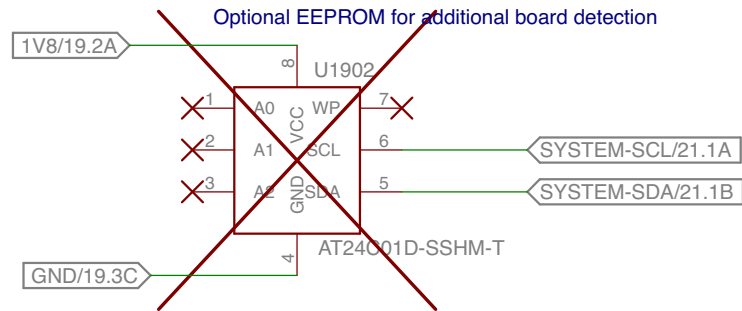 Optional EEPROM for additional board detection
1V8/19.2A
8
U1902
1 A0 VCC WP 7
2 A1 SCL 6 SYSTEM-SCL/21.1A
3 A2 GND SDA 5 SYSTEM-SDA/21.1B
4
AT24C01D-SSHM-T
GND/19.3C